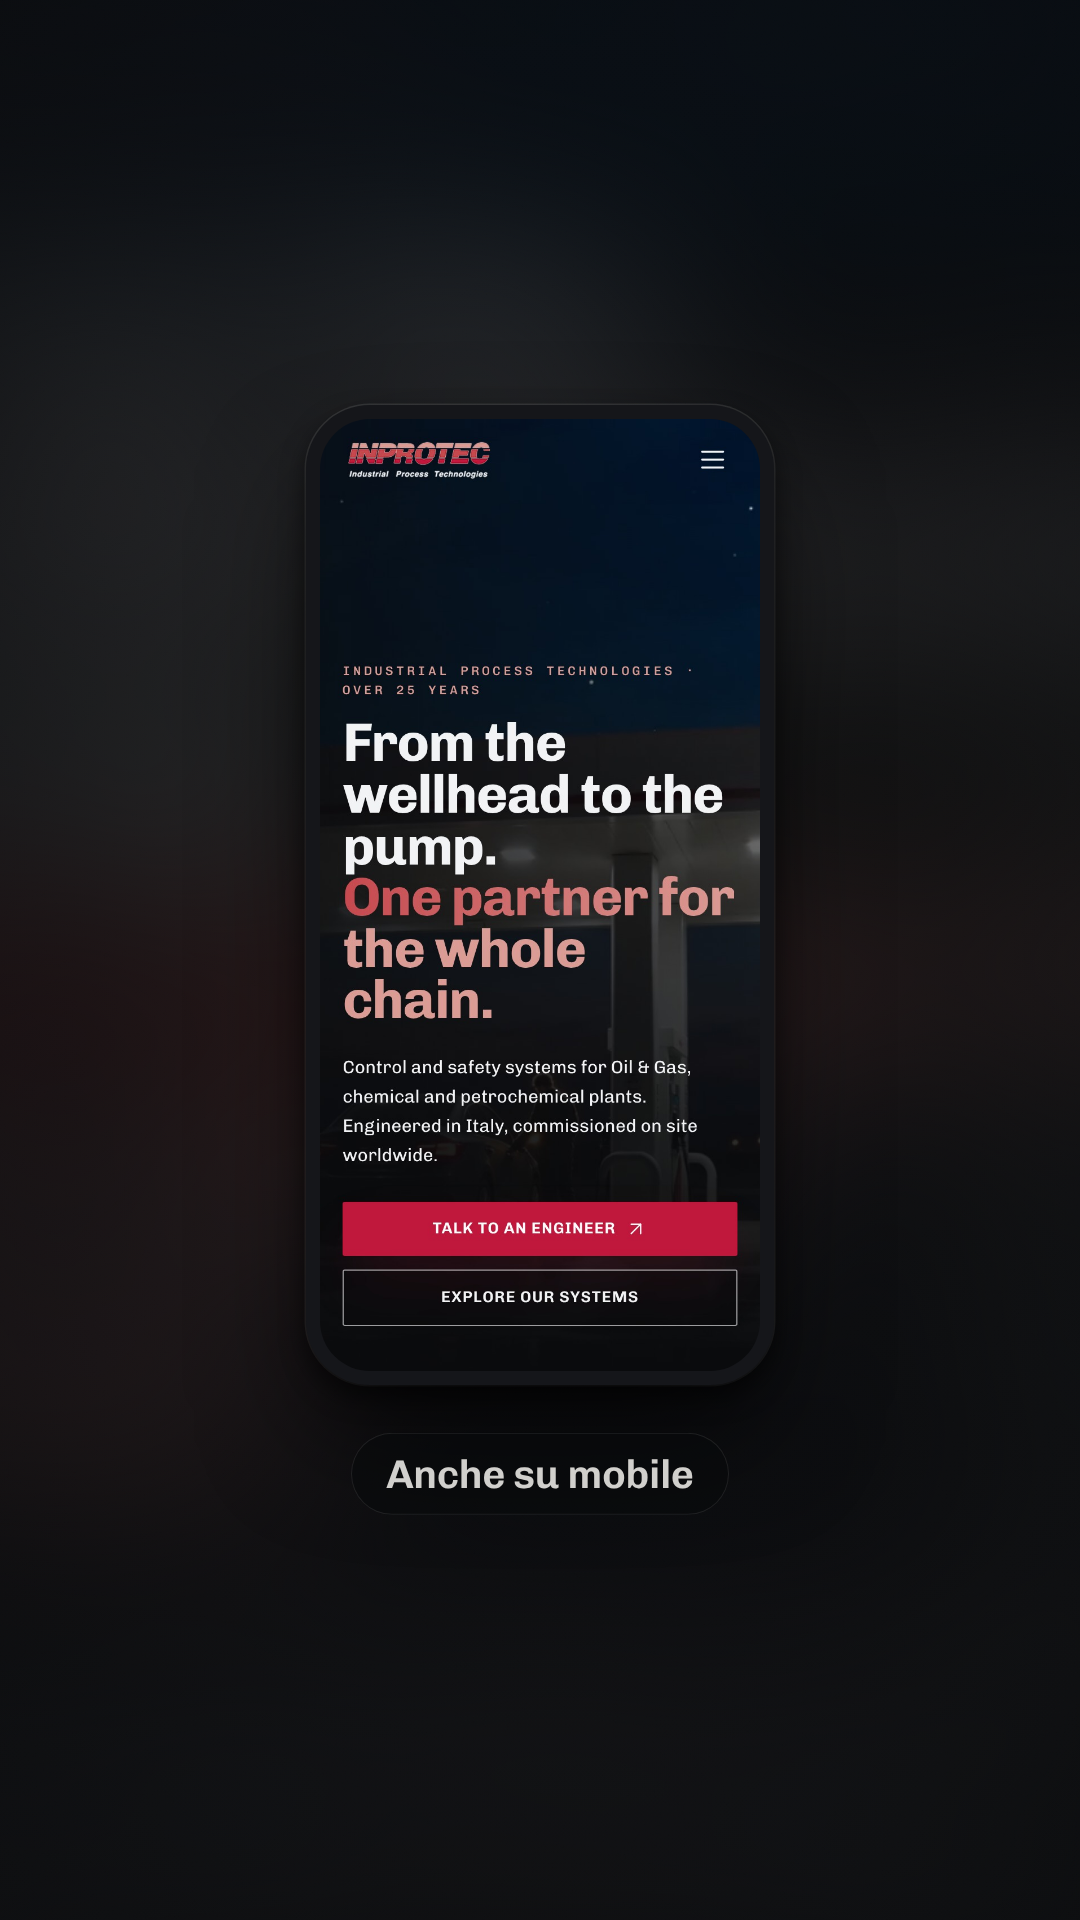 INPROTEC
Industrial Process Technologies
INDUSTRIAL PROCESS TECHNOLOGIES ·
OVER 25 YEARS
From the
wellhead to the
pump.
One partner for
the whole
chain.
Control and safety systems for Oil & Gas,
chemical and petrochemical plants.
Engineered in Italy, commissioned on site
worldwide.
TALK TO AN ENGINEER
EXPLORE OUR SYSTEMS
Anche su mobile